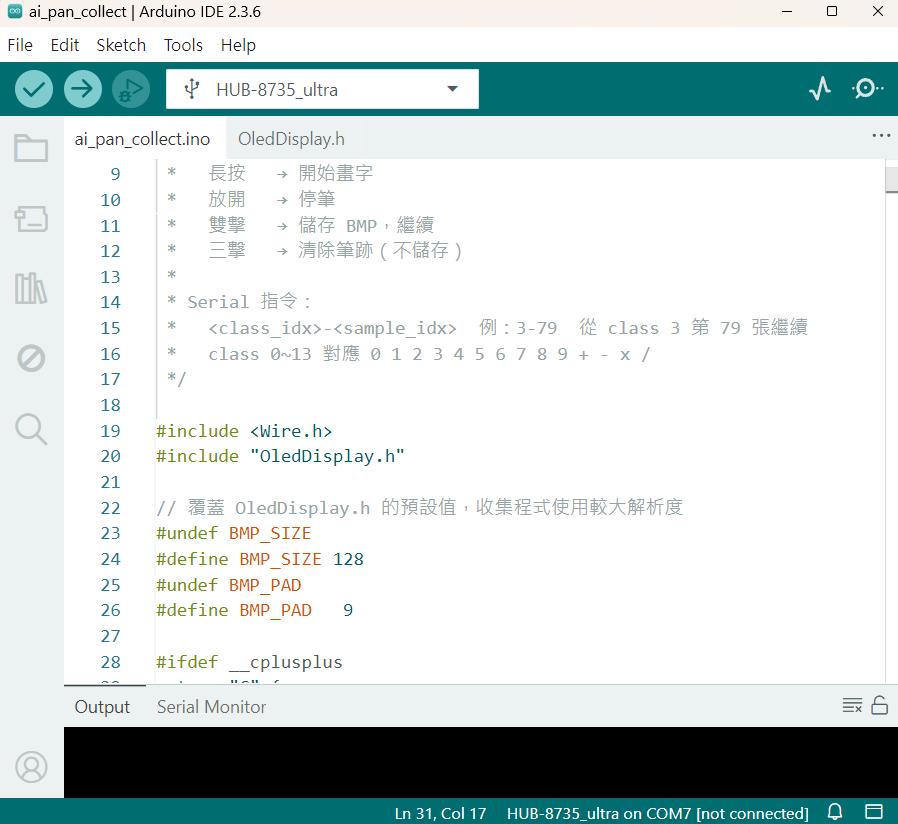 ai_pan_collect | Arduino IDE 2.3.6
File Edit Sketch Tools Help
HUB-8735_ultra
ai_pan_collect.ino OledDisplay.h
9 * 長按 → 開始畫字
10 * 放開 → 停筆
11 * 雙擊 → 儲存 BMP，繼續
12 * 三擊 → 清除筆跡（不儲存）
13 *
14 * Serial 指令：
15 * <class_idx>-<sample_idx> 例：3-79 從 class 3 第 79 張繼續
16 * class 0~13 對應 0 1 2 3 4 5 6 7 8 9 + - x /
17 */
18
19 #include <Wire.h>
20 #include "OledDisplay.h"
21
22 // 覆蓋 OledDisplay.h 的預設值，收集程式使用較大解析度
23 #undef BMP_SIZE
24 #define BMP_SIZE 128
25 #undef BMP_PAD
26 #define BMP_PAD 9
27
28 #ifdef __cplusplus
Output Serial Monitor
Ln 31, Col 17 HUB-8735_ultra on COM7 [not connected]